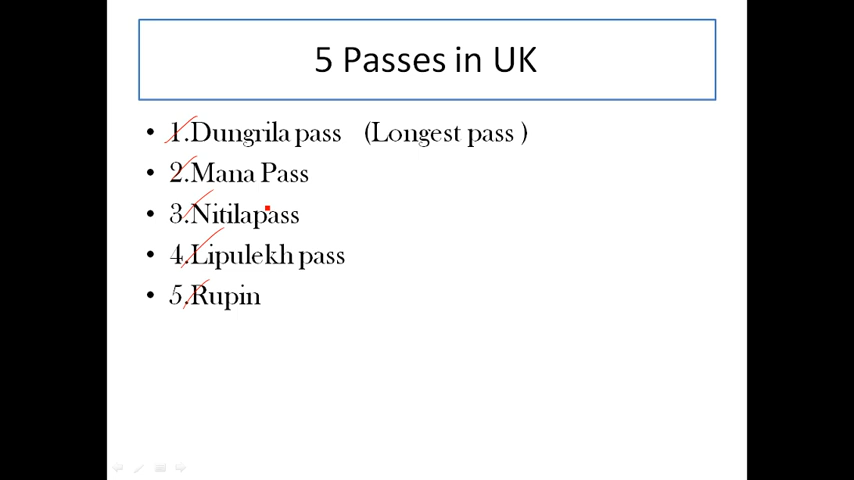 5 Passes in UK
• 1.Dungrila pass (Longest pass )
• 2.Mana Pass
• 3.Nitilapass
• 4.Lipulekh pass
• 5.Rupin